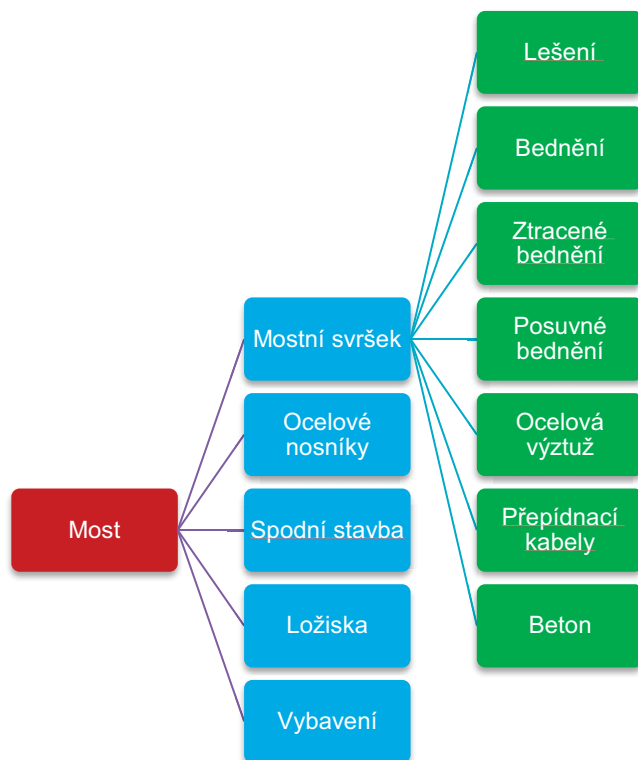 Most
Mostní svršek
Ocelové
nosníky
Spodní stavba
Ložiska
Vybavení
Lešení
Bednění
Ztracené
bednění
Posuvné
bednění
Ocelová
výztuž
Přepídnací
kabely
Beton